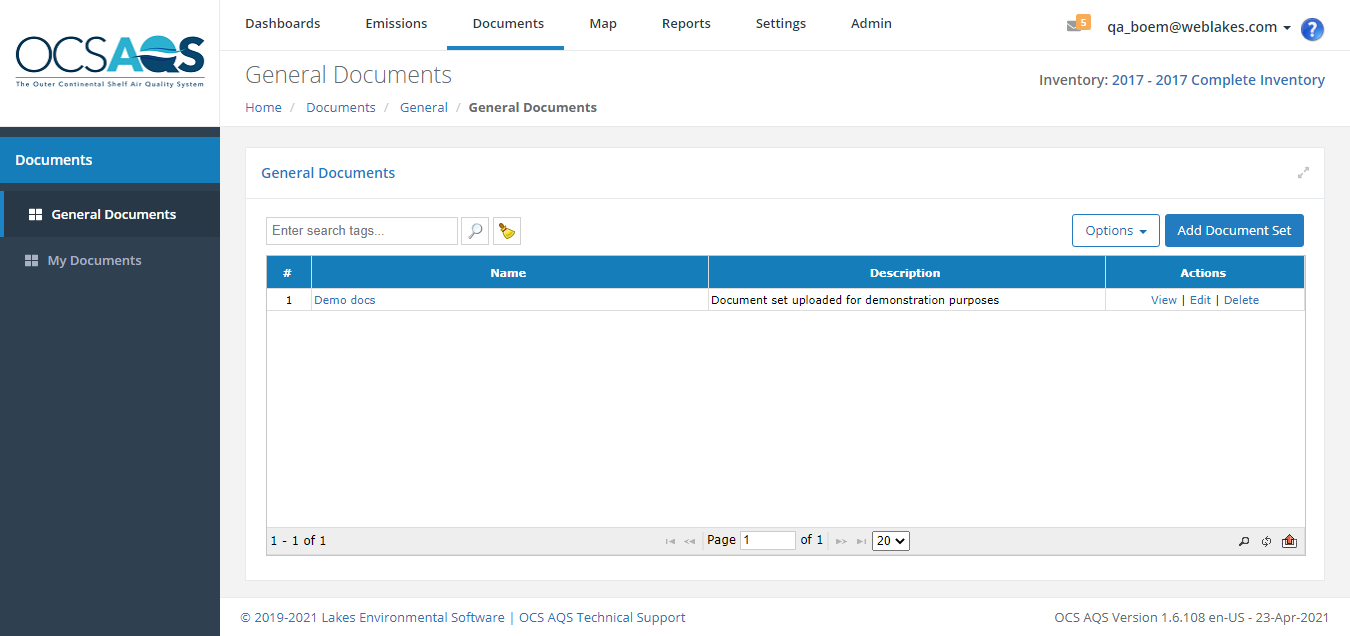 OCSAQS
The Outer Continental Shelf Air Quality System
Dashboards Emissions Documents Map Reports Settings Admin
5 qa_boem@weblakes.com ?
General Documents
Inventory: 2017 - 2017 Complete Inventory
Home / Documents / General / General Documents
Documents
General Documents
My Documents
General Documents
Enter search tags... Options Add Document Set
# Name Description Actions
1 Demo docs Document set uploaded for demonstration purposes View | Edit | Delete
1 - 1 of 1 Page 1 of 1 20
© 2019-2021 Lakes Environmental Software | OCS AQS Technical Support OCS AQS Version 1.6.108 en-US - 23-Apr-2021